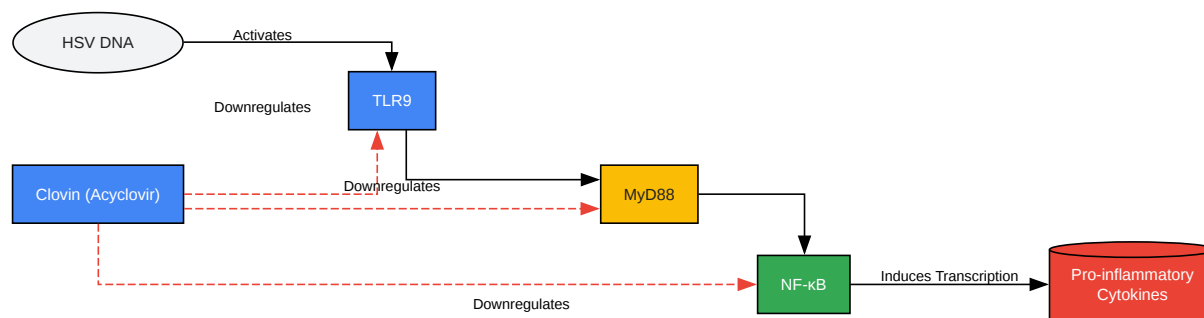 HSV DNA
Activates
TLR9
Downregulates
Clovin (Acyclovir)
Downregulates
MyD88
NF-κB
Induces Transcription
Pro-inflammatory
Cytokines
Downregulates